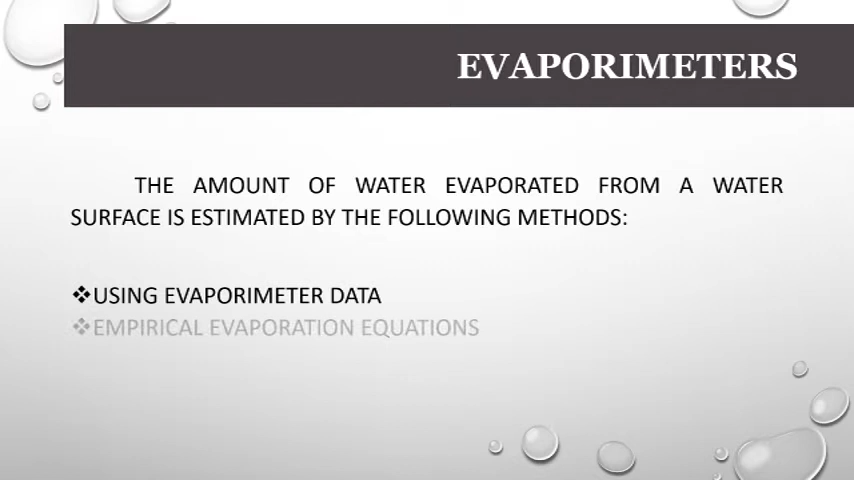 EVAPORIMETERS
THE AMOUNT OF WATER EVAPORATED FROM A WATER
SURFACE IS ESTIMATED BY THE FOLLOWING METHODS:
❖USING EVAPORIMETER DATA
❖EMPIRICAL EVAPORATION EQUATIONS